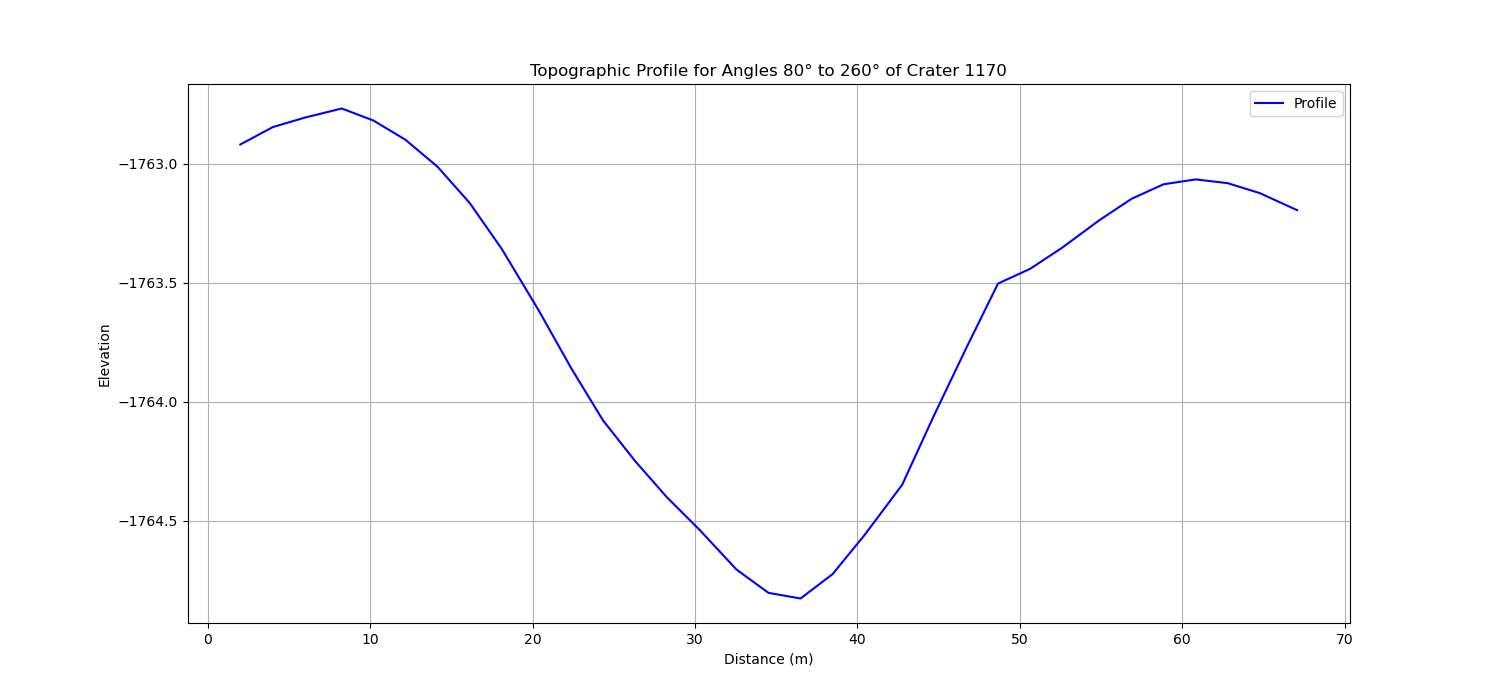 Topographic Profile for Angles 80° to 260° of Crater 1170
Profile
Elevation
−1763.0
−1763.5
−1764.0
−1764.5
0 10 20 30 40 50 60 70
Distance (m)